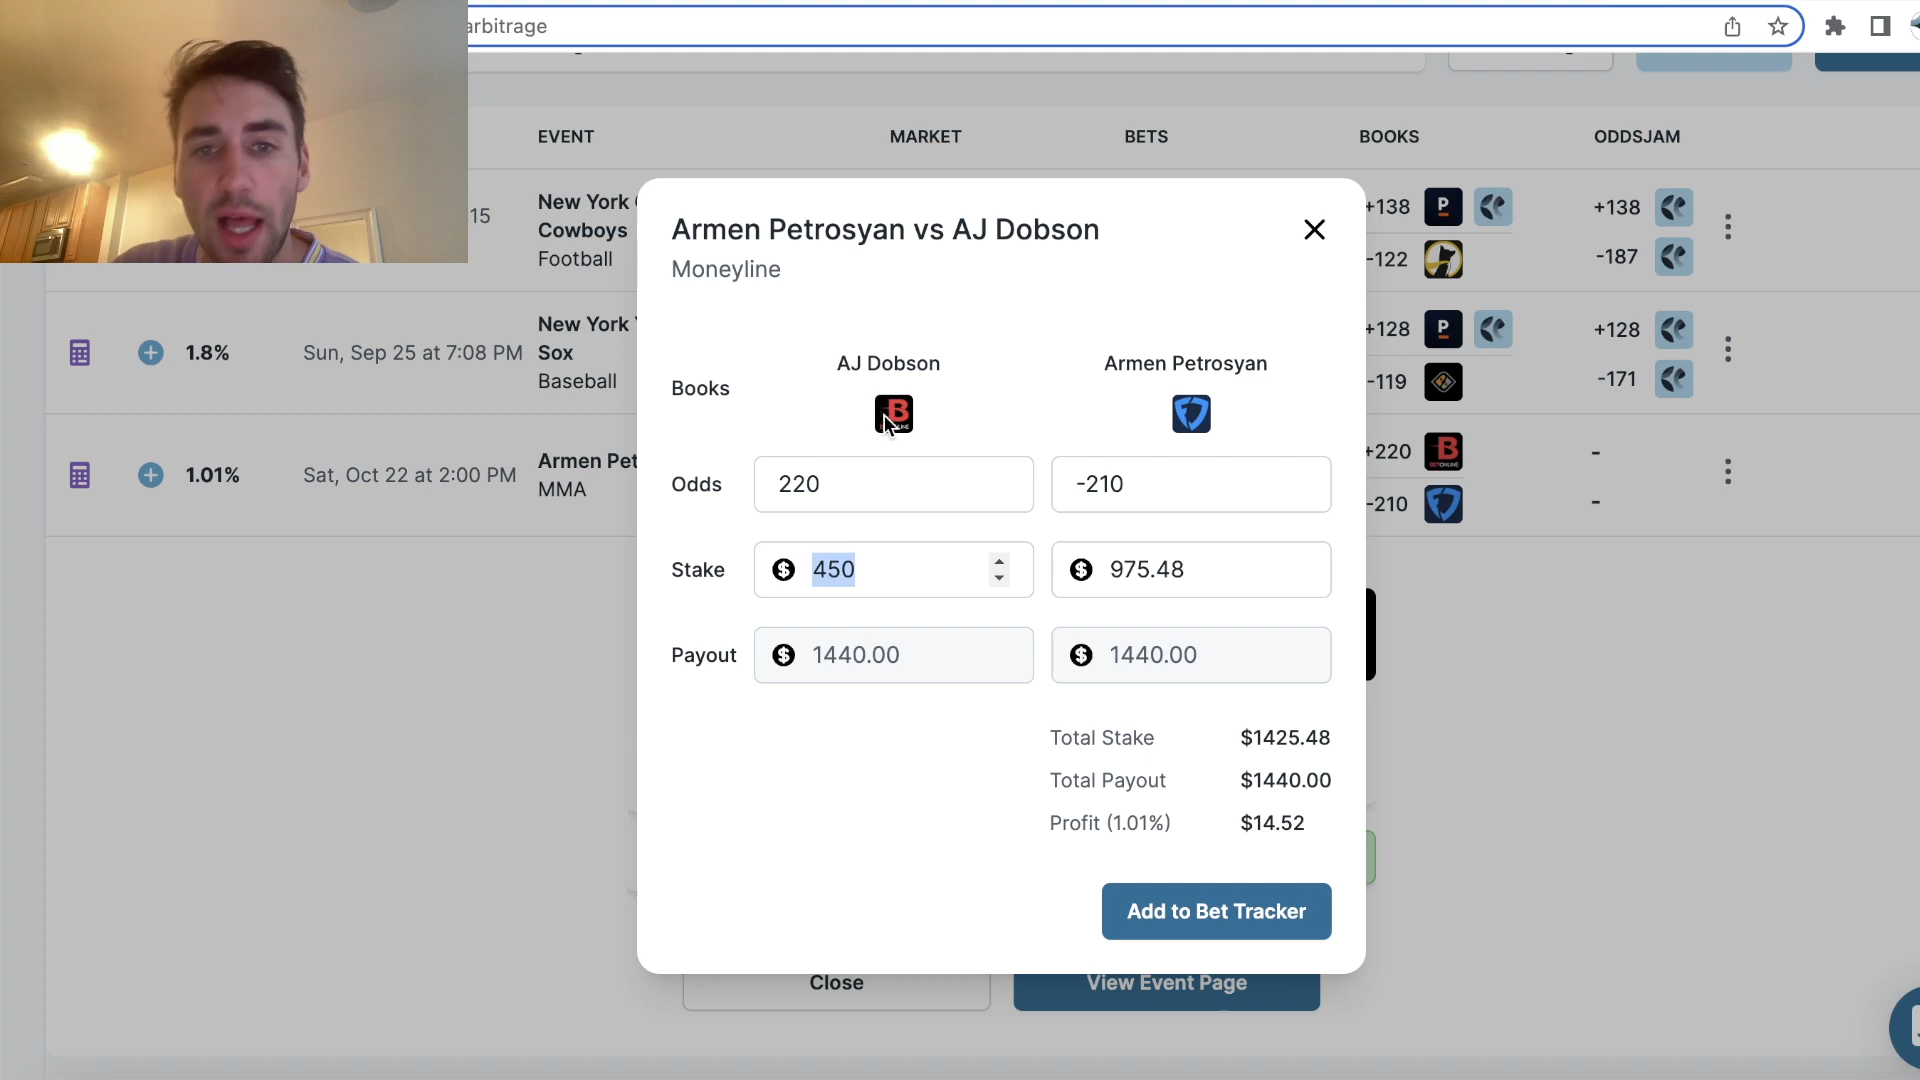 arbitrage
EVENT MARKET BETS BOOKS ODDSJAM
15 New York
Cowboys
Football
+138 P +138
-122 -187
1.8% Sun, Sep 25 at 7:08 PM New York
Sox
Baseball
+128 P +128
-119 -171
1.01% Sat, Oct 22 at 2:00 PM Armen Pet
MMA
+220 B BETONLINE -
-210 -
Armen Petrosyan vs AJ Dobson
Moneyline
AJ Dobson Armen Petrosyan
Books
B
Odds 220 -210
Stake $ 450 $ 975.48
Payout $ 1440.00 $ 1440.00
Total Stake $1425.48
Total Payout $1440.00
Profit (1.01%) $14.52
Add to Bet Tracker
Close View Event Page